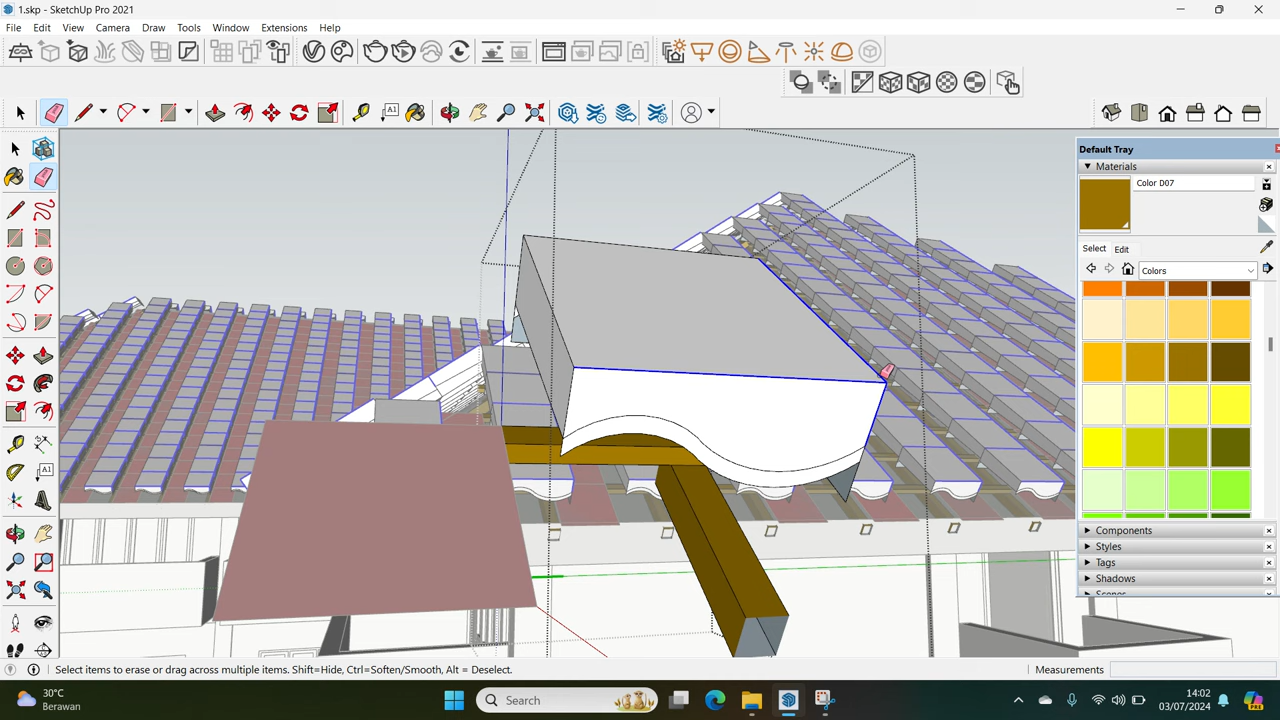 1.skp - SketchUp Pro 2021
File Edit View Camera Draw Tools Window Extensions Help
Default Tray
Materials
Color D07
Select Edit
Colors
Components
Styles
Tags
Shadows
Select items to erase or drag across multiple items. Shift=Hide, Ctrl=Soften/Smooth, Alt = Deselect.
Measurements
30°C
Berawan
Search
14:02
03/07/2024